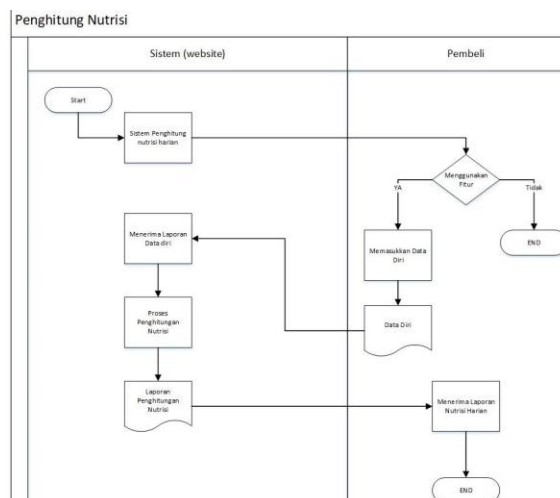 Penghitung Nutrisi
Sistem (website)
Pembeli
Start
Sistem Penghitung
nutrisi harian
Menggunakan
Fitur
YA
Tidak
END
Menerima Laporan
Data diri
Memasukkan Data
Diri
Proses
Penghitungan
Nutrisi
Data Diri
Laporan
Penghitungan
Nutrisi
Menerima Laporan
Nutrisi Harian
END